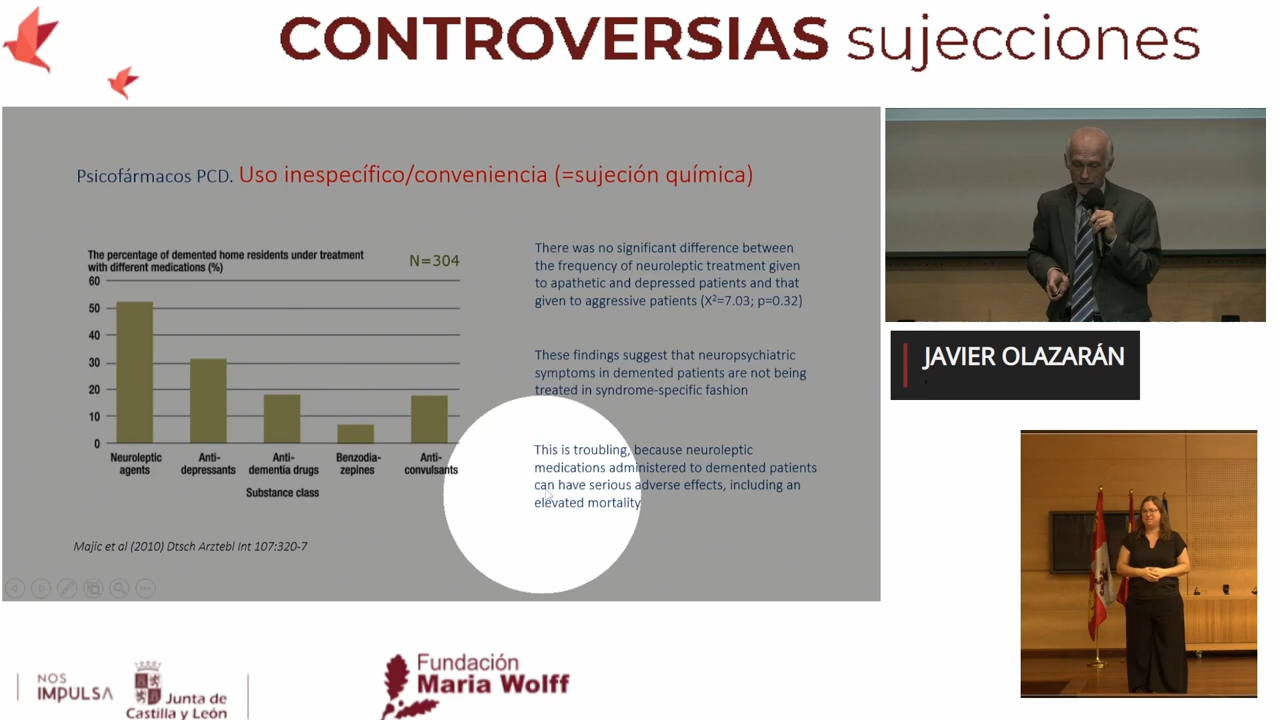 CONTROVERSIAS sujecciones
Psicofármacos PCD. Uso inespecífico/conveniencia (=sujeción química)
The percentage of demented home residents under treatment
with different medications (%)
N=304
60
50
40
30
20
10
0
Neuroleptic
agents
Anti-
depressants
Anti-
dementia drugs
Benzodia-
zepines
Anti-
convulsants
Substance class
Majic et al (2010) Dtsch Arztebl Int 107:320-7
There was no significant difference between
the frequency of neuroleptic treatment given
to apathetic and depressed patients and that
given to aggressive patients (X²=7.03; p=0.32)
These findings suggest that neuropsychiatric
symptoms in demented patients are not being
treated in syndrome-specific fashion
This is troubling, because neuroleptic
medications administered to demented patients
can have serious adverse effects, including an
elevated mortality
JAVIER OLAZARÁN
NOS
IMPULSA
Junta de
Castilla y León
Fundación
Maria Wolff